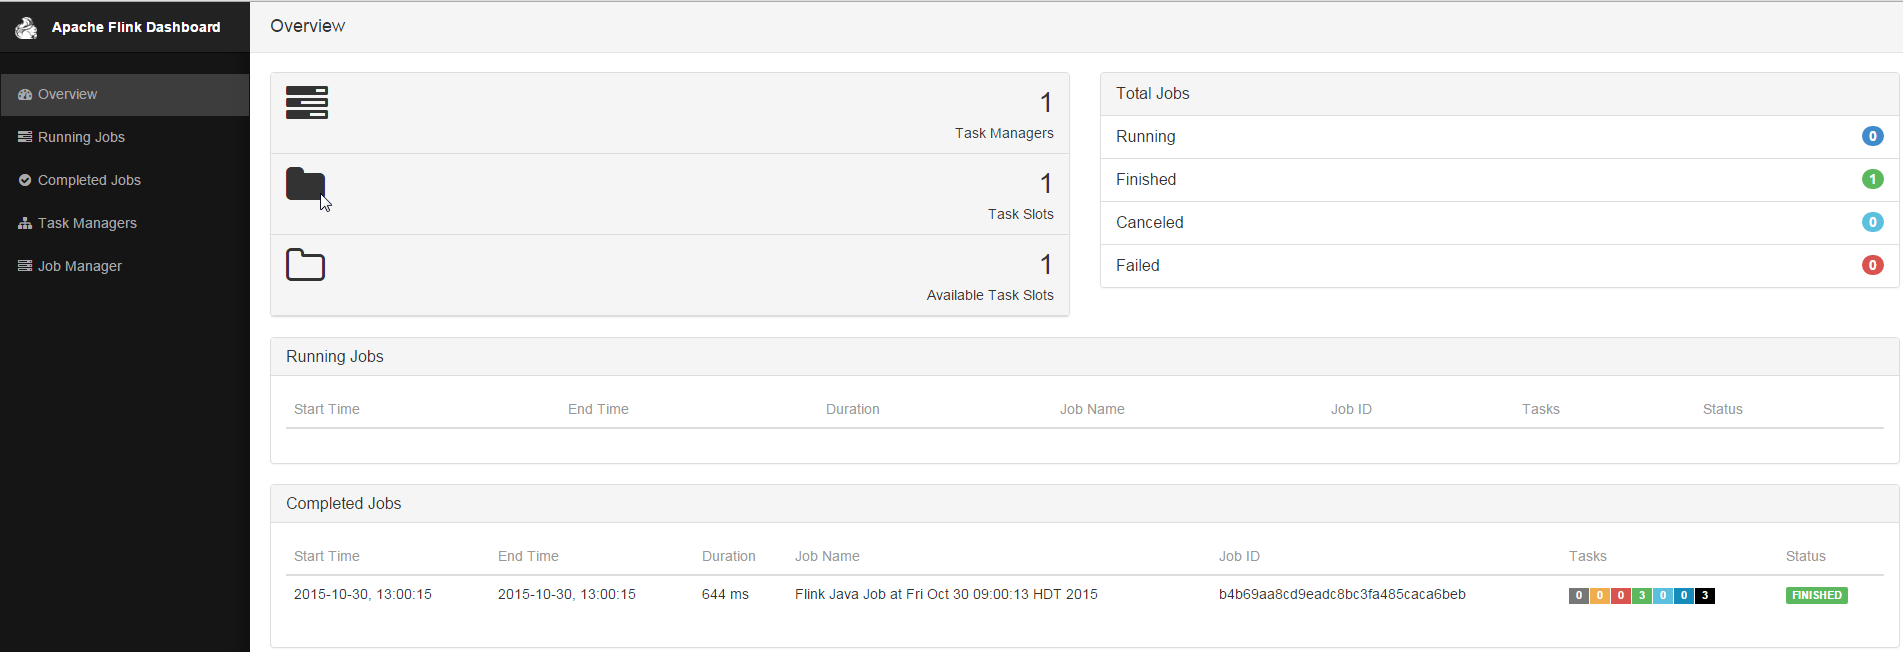 Apache Flink Dashboard
Overview
Running Jobs
Completed Jobs
Task Managers
Job Manager
Overview
1
Task Managers
1
Task Slots
1
Available Task Slots
Total Jobs
Running 0
Finished 1
Canceled 0
Failed 0
Running Jobs
Start Time End Time Duration Job Name Job ID Tasks Status
Completed Jobs
Start Time End Time Duration Job Name Job ID Tasks Status
2015-10-30, 13:00:15 2015-10-30, 13:00:15 644 ms Flink Java Job at Fri Oct 30 09:00:13 HDT 2015 b4b69aa8cd9eadc8bc3fa485caca6beb 0 0 0 3 0 0 3 FINISHED